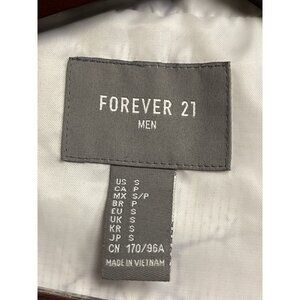 FOREVER 21
MEN
US S
CA P
MX S/P
BR P
EU S
UK S
KR S
JP S
CN 170/96A
MADE IN VIETNAM